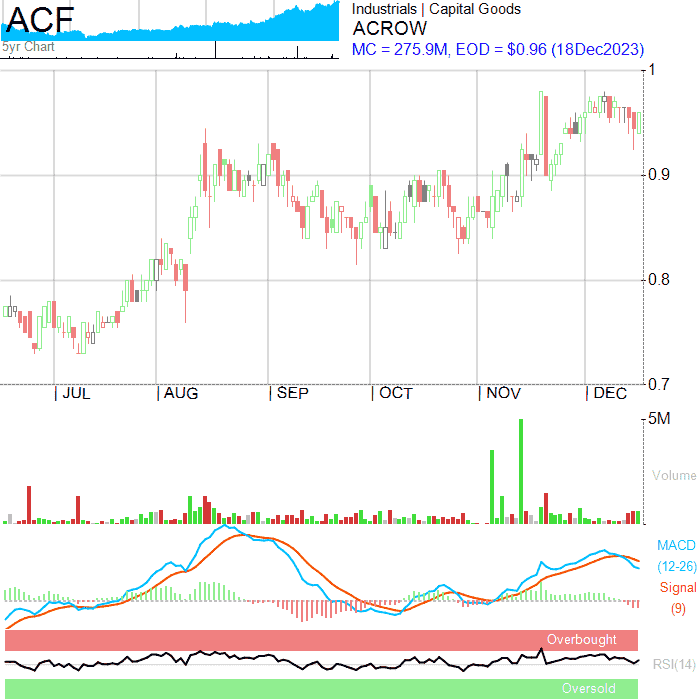 ACF
5yr Chart
Industrials | Capital Goods
ACROW
MC = 275.9M, EOD = $0.96 (18Dec2023)
1
0.9
0.8
0.7
| JUL | AUG | SEP | OCT | NOV | DEC
5M
Volume
MACD
(12-26)
Signal
(9)
Overbought
RSI(14)
Oversold